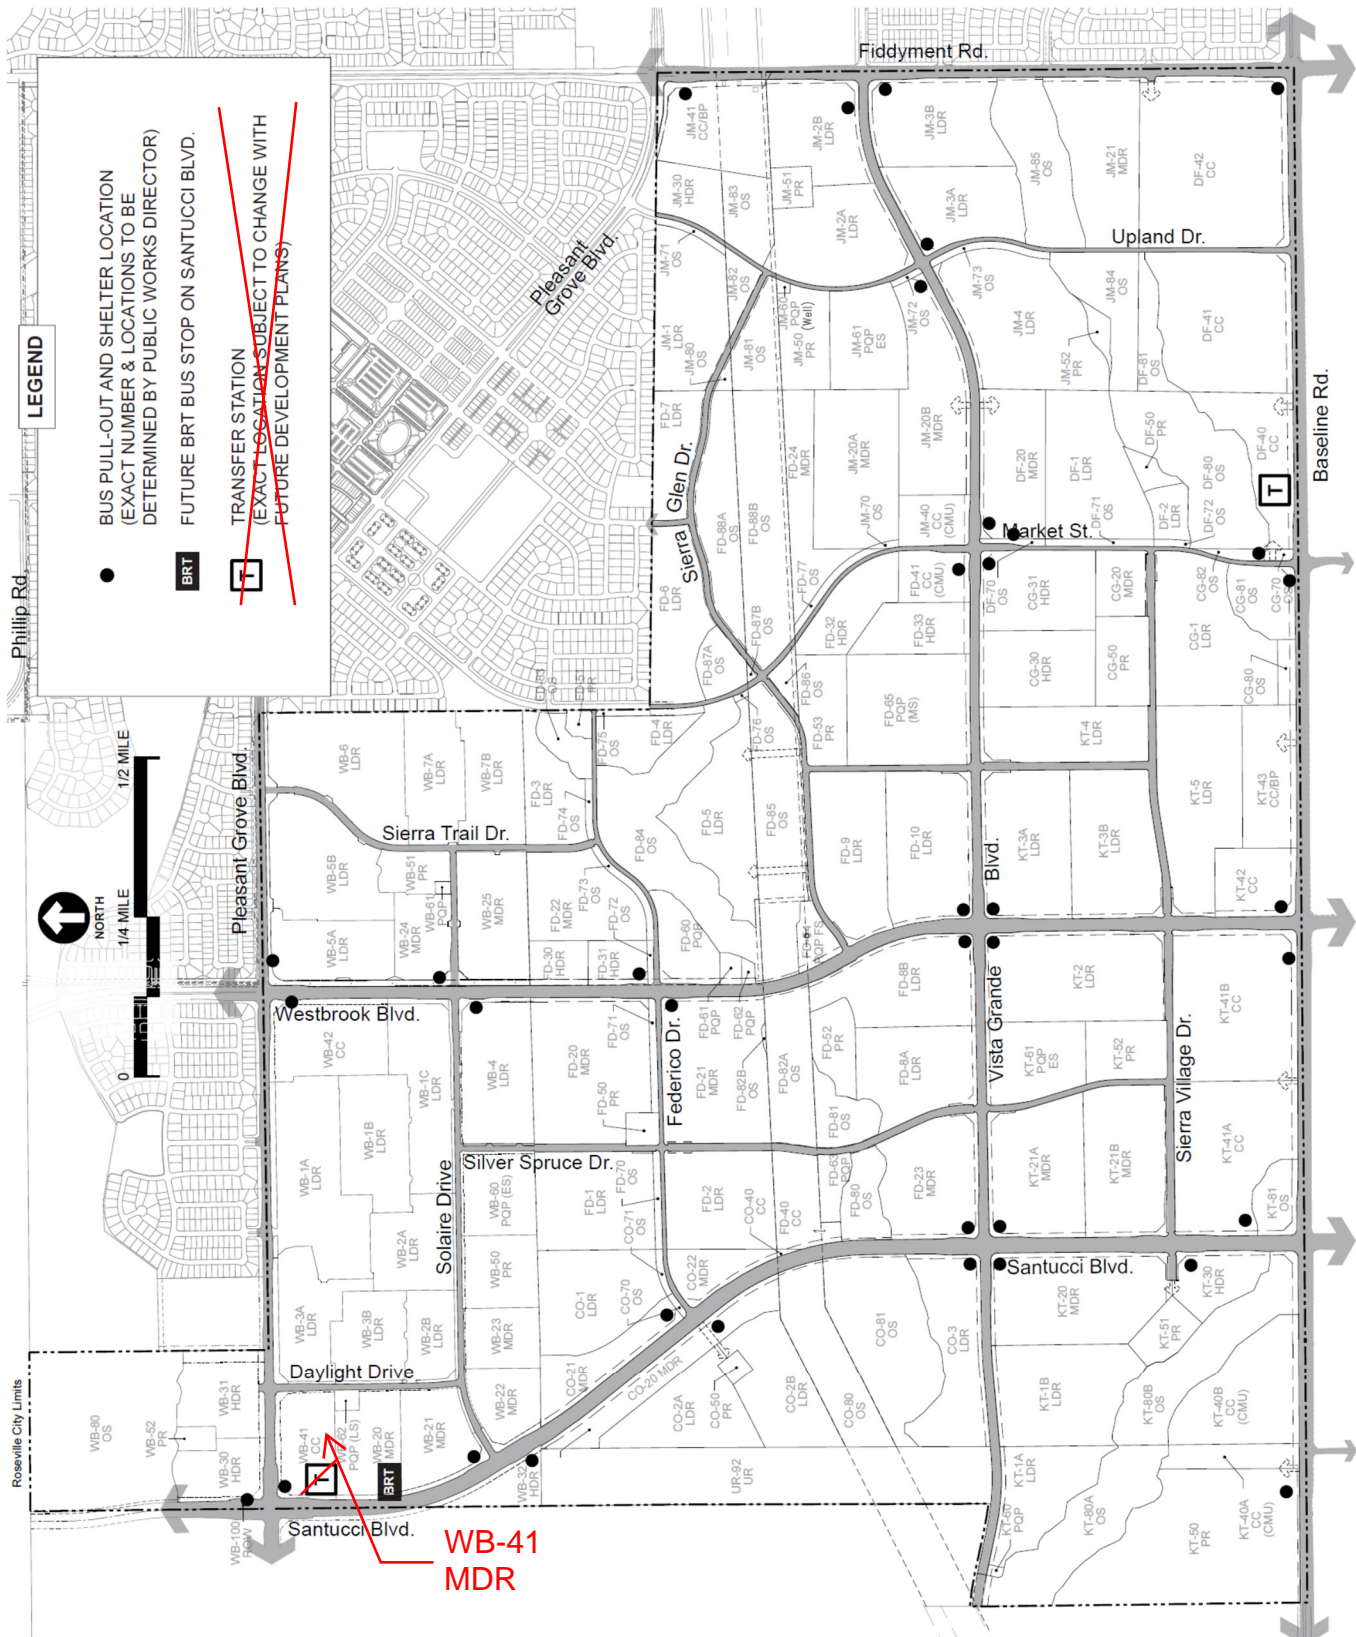 Fiddyment Rd.
LEGEND
BUS PULL-OUT AND SHELTER LOCATION
(EXACT NUMBER & LOCATIONS TO BE
DETERMINED BY PUBLIC WORKS DIRECTOR)
BRT
FUTURE BRT BUS STOP ON SANTUCCI BLVD.
T
TRANSFER STATION
(EXACT LOCATION SUBJECT TO CHANGE WITH
FUTURE DEVELOPMENT PLANS)
Phillip Rd
NORTH
0
1/4 MILE
1/2 MILE
Pleasant
Grove Blvd.
Upland Dr.
Baseline Rd.
Sierra Glen Dr.
Market St.
Pleasant Grove Blvd.
Sierra Trail Dr.
Westbrook Blvd.
Blvd.
Vista Grande
Federico Dr.
Solaire Drive
Silver Spruce Dr.
Sierra Village Dr.
Santucci Blvd.
Daylight Drive
Santucci Blvd.
Roseville City Limits
WB-41
MDR
BRT
T
T
JM-41
CC/BP
JM-2B
LDR
JM-3B
LDR
JM-85
OS
JM-21
MDR
DF-42
CC
JM-30
HDR
JM-83
OS
JM-51
PR
JM-2A
LDR
JM-3A
LDR
JM-71
OS
JM-82
OS
JM-60
PQP
(Well)
JM-72
OS
JM-73
OS
JM-84
OS
DF-41
CC
JM-1
LDR
JM-80
OS
JM-81
OS
JM-50
PR
JM-61
PQP
ES
JM-4
LDR
JM-52
PR
DF-81
OS
FD-7
LDR
FD-24
MDR
JM-20A
MDR
JM-20B
MDR
DF-20
MDR
DF-1
LDR
DF-50
PR
DF-80
OS
DF-40
CC
FD-88A
OS
FD-88B
OS
JM-70
OS
JM-40
CC
(CMU)
DF-71
OS
DF-2
LDR
DF-72
OS
FD-6
LDR
FD-87A
OS
FD-87B
OS
FD-77
OS
FD-32
HDR
FD-41
CC
(CMU)
FD-33
HDR
DF-70
OS
CG-31
HDR
CG-20
MDR
CG-82
OS
CG-81
OS
CG-70
OS
CG-30
HDR
CG-50
PR
CG-1
LDR
CG-80
OS
FD-86
OS
FD-76
OS
FD-53
PR
FD-65
PQP
(MS)
KT-4
LDR
KT-5
LDR
KT-43
CC/BP
KT-42
CC
WB-6
LDR
WB-7A
LDR
WB-7B
LDR
FD-83
OS
FD-51
PR
FD-75
OS
FD-4
LDR
FD-3
LDR
FD-74
OS
FD-84
OS
FD-5
LDR
FD-85
OS
FD-9
LDR
FD-10
LDR
KT-3A
LDR
KT-3B
LDR
WB-5B
LDR
WB-51
PR
WB-61
PQP
WB-5A
LDR
WB-24
MDR
WB-25
MDR
FD-22
MDR
FD-73
OS
FD-72
OS
FD-30
HDR
FD-31
HDR
FD-60
PQP
FD-64
PQP FS
FD-61
PQP
FD-62
PQP
FD-8B
LDR
KT-2
LDR
KT-41B
CC
WB-42
CC
WB-1C
LDR
WB-4
LDR
FD-20
MDR
FD-71
OS
FD-50
PR
FD-21
MDR
FD-82B
OS
FD-82A
OS
FD-52
PR
FD-8A
LDR
KT-61
PQP
ES
KT-52
PR
WB-1A
LDR
WB-1B
LDR
WB-2A
LDR
WB-60
PQP (ES)
WB-50
PR
FD-1
LDR
FD-70
OS
CO-71
OS
FD-2
LDR
CO-40
CC
FD-40
CC
FD-81
OS
FD-63
PQP
FD-80
OS
FD-23
MDR
KT-21A
MDR
KT-21B
MDR
KT-41A
CC
KT-81
OS
WB-3A
LDR
WB-3B
LDR
WB-2B
LDR
WB-23
MDR
WB-22
MDR
CO-1
LDR
CO-70
OS
CO-22
MDR
CO-21
MDR
CO-20 MDR
CO-81
OS
CO-3
LDR
KT-20
MDR
KT-51
PR
KT-30
HDR
WB-80
OS
WB-52
PR
WB-31
HDR
WB-30
HDR
WB-41
CC
WB-62
PQP (LS)
WB-20
MDR
WB-21
MDR
WB-32
HDR
CO-2A
LDR
CO-50
PR
CO-2B
LDR
CO-80
OS
KT-1B
LDR
KT-80B
OS
KT-40B
CC
(CMU)
WB-100
ROW
UR-92
UR
KT-1A
LDR
KT-60
PQP
KT-80A
OS
KT-50
PR
KT-40A
CC
(CMU)